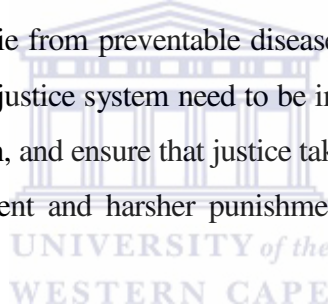 ie from preventable disease
justice system need to be in
n, and ensure that justice tak
ent and harsher punishme
UNIVERSITY of the
WESTERN CAPE